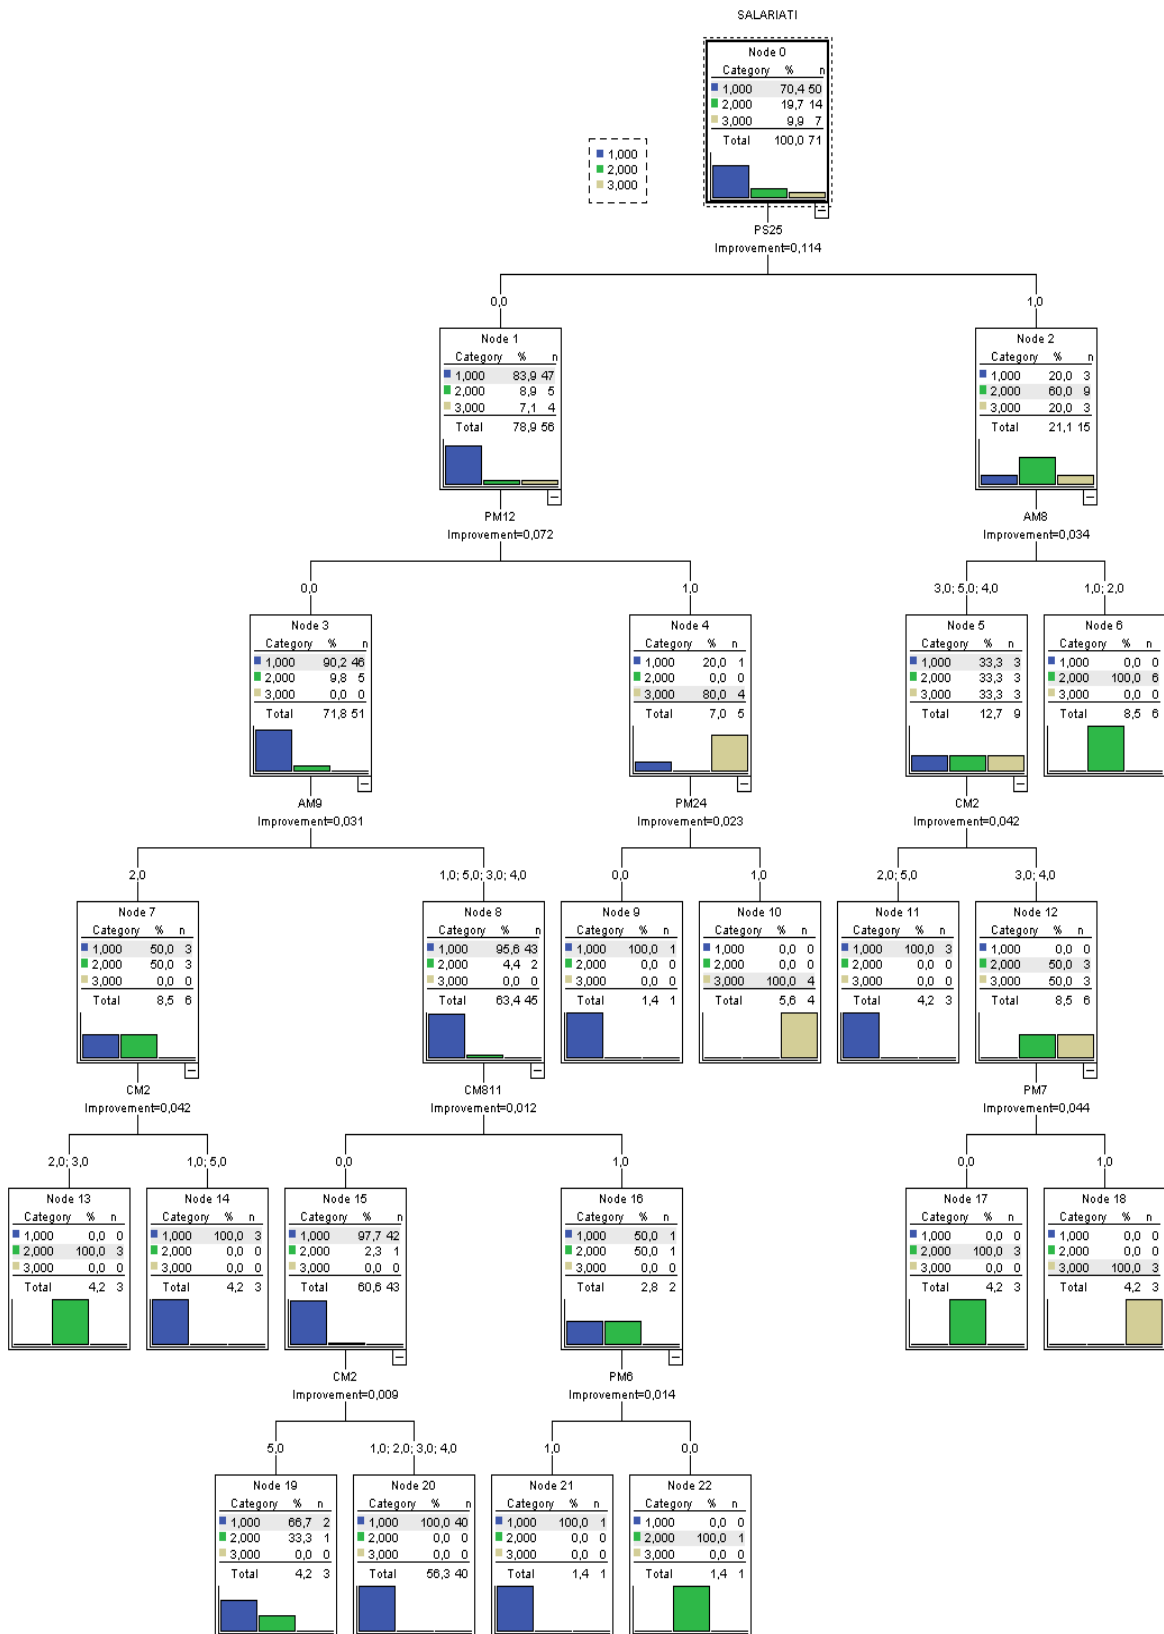 SALARIATI
Node 0
Category % n
1,000 70,4 50
2,000 19,7 14
3,000 9,9 7
Total 100,0 71
1,000
2,000
3,000
PS25
Improvement=0,114
0,0
1,0
Node 1
Category % n
1,000 83,9 47
2,000 8,9 5
3,000 7,1 4
Total 78,9 56
Node 2
Category % n
1,000 20,0 3
2,000 60,0 9
3,000 20,0 3
Total 21,1 15
PM12
Improvement=0,072
AM8
Improvement=0,034
0,0
1,0
3,0; 5,0; 4,0
1,0; 2,0
Node 3
Category % n
1,000 90,2 46
2,000 9,8 5
3,000 0,0 0
Total 71,8 51
Node 4
Category % n
1,000 20,0 1
2,000 0,0 0
3,000 80,0 4
Total 7,0 5
Node 5
Category % n
1,000 33,3 3
2,000 33,3 3
3,000 33,3 3
Total 12,7 9
Node 6
Category % n
1,000 0,0 0
2,000 100,0 6
3,000 0,0 0
Total 8,5 6
AM9
Improvement=0,031
PM24
Improvement=0,023
CM2
Improvement=0,042
2,0
1,0; 5,0; 3,0; 4,0
0,0
1,0
2,0; 5,0
3,0; 4,0
Node 7
Category % n
1,000 50,0 3
2,000 50,0 3
3,000 0,0 0
Total 8,5 6
Node 8
Category % n
1,000 95,6 43
2,000 4,4 2
3,000 0,0 0
Total 63,4 45
Node 9
Category % n
1,000 100,0 1
2,000 0,0 0
3,000 0,0 0
Total 1,4 1
Node 10
Category % n
1,000 0,0 0
2,000 0,0 0
3,000 100,0 4
Total 5,6 4
Node 11
Category % n
1,000 100,0 3
2,000 0,0 0
3,000 0,0 0
Total 4,2 3
Node 12
Category % n
1,000 0,0 0
2,000 50,0 3
3,000 50,0 3
Total 8,5 6
CM2
Improvement=0,042
CM811
Improvement=0,012
PM7
Improvement=0,044
2,0; 3,0
1,0; 5,0
0,0
1,0
0,0
1,0
Node 13
Category % n
1,000 0,0 0
2,000 100,0 3
3,000 0,0 0
Total 4,2 3
Node 14
Category % n
1,000 100,0 3
2,000 0,0 0
3,000 0,0 0
Total 4,2 3
Node 15
Category % n
1,000 97,7 42
2,000 2,3 1
3,000 0,0 0
Total 60,6 43
Node 16
Category % n
1,000 50,0 1
2,000 50,0 1
3,000 0,0 0
Total 2,8 2
Node 17
Category % n
1,000 0,0 0
2,000 100,0 3
3,000 0,0 0
Total 4,2 3
Node 18
Category % n
1,000 0,0 0
2,000 0,0 0
3,000 100,0 3
Total 4,2 3
CM2
Improvement=0,009
PM6
Improvement=0,014
5,0
1,0; 2,0; 3,0; 4,0
1,0
0,0
Node 19
Category % n
1,000 66,7 2
2,000 33,3 1
3,000 0,0 0
Total 4,2 3
Node 20
Category % n
1,000 100,0 40
2,000 0,0 0
3,000 0,0 0
Total 56,3 40
Node 21
Category % n
1,000 100,0 1
2,000 0,0 0
3,000 0,0 0
Total 1,4 1
Node 22
Category % n
1,000 0,0 0
2,000 100,0 1
3,000 0,0 0
Total 1,4 1